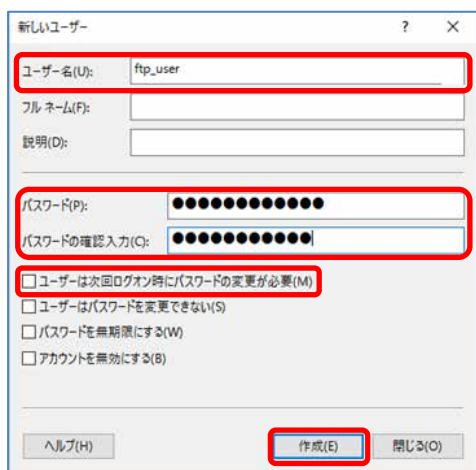 新しいユーザー ? ×
ユーザー名(U): ftp_user
フル ネーム(F):
説明(D):
パスワード(P): ●●●●●●●●●●●●
パスワードの確認入力(C): ●●●●●●●●●●●
ユーザーは次回ログオン時にパスワードの変更が必要(M)
ユーザーはパスワードを変更できない(S)
パスワードを無期限にする(W)
アカウントを無効にする(B)
ヘルプ(H) 作成(E) 閉じる(O)